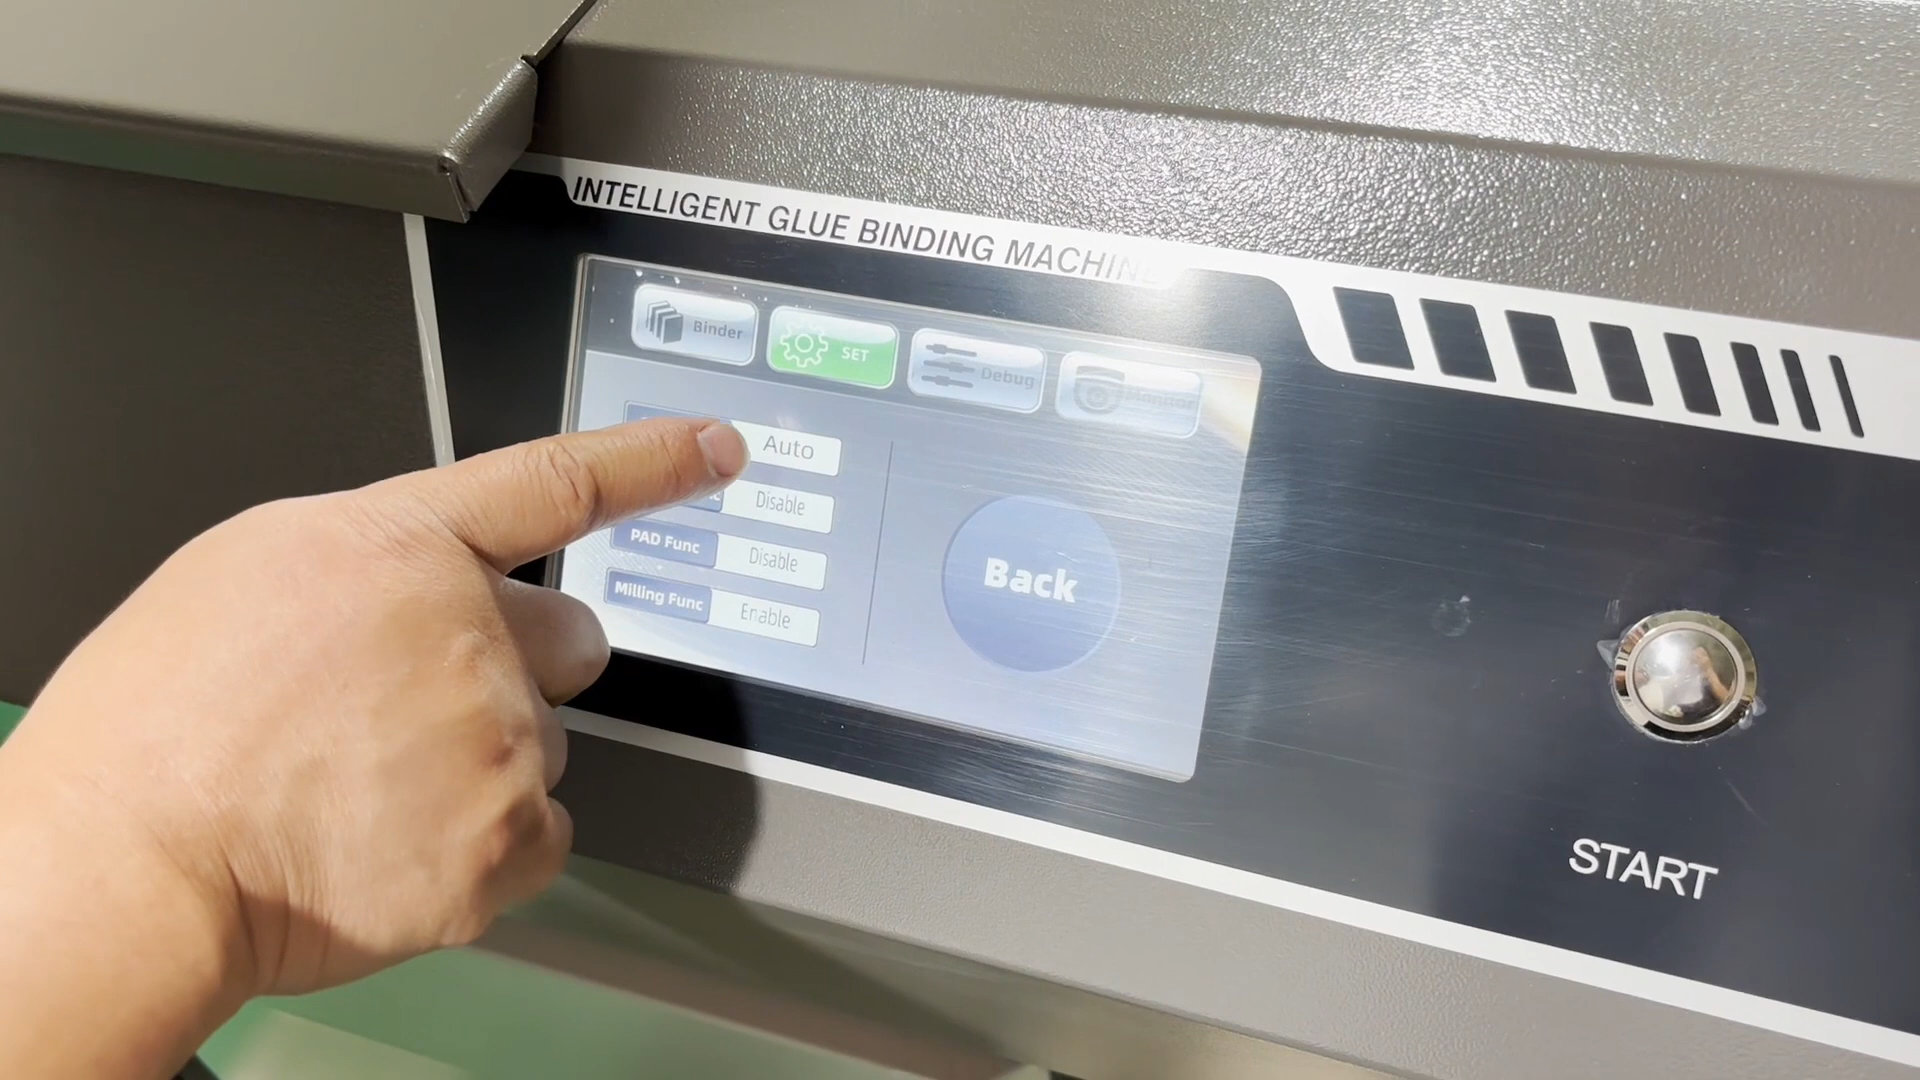 INTELLIGENT GLUE BINDING MACHINE
Binder
SET
Debug
Monitor
Auto
Disable
PAD Func
Disable
Milling Func
Enable
Back
START